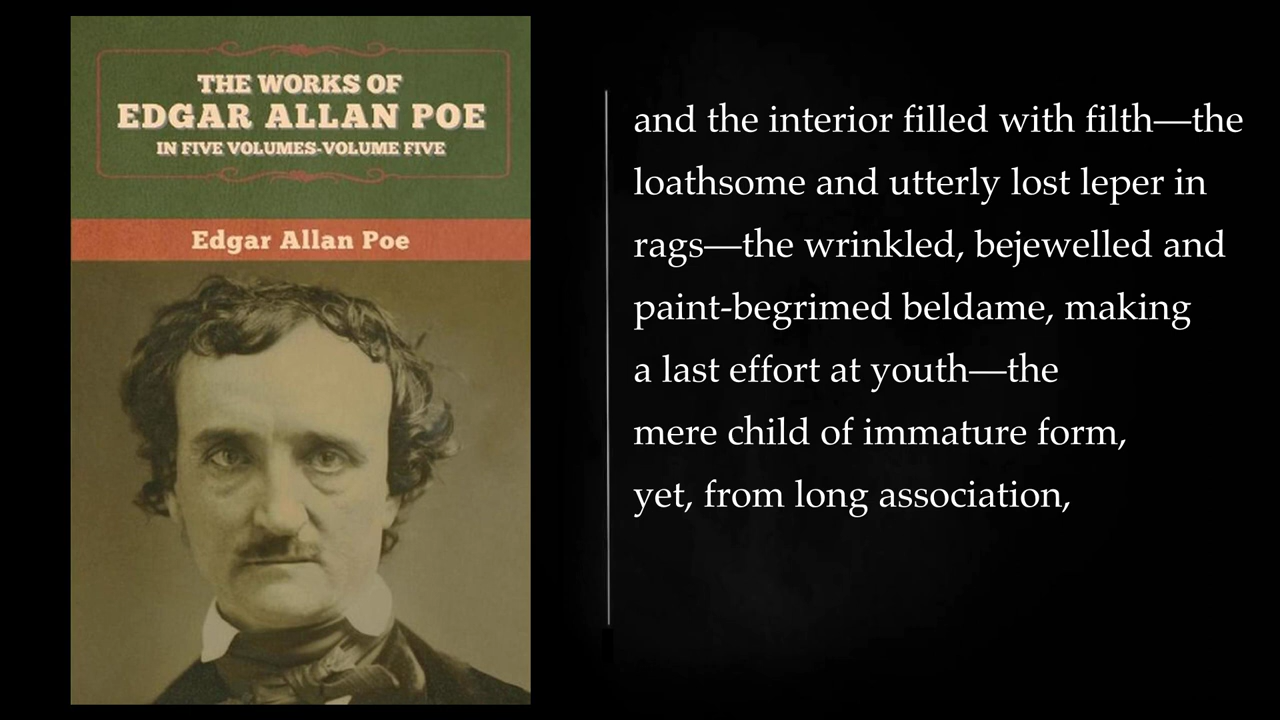 THE WORKS OF
EDGAR ALLAN POE
IN FIVE VOLUMES-VOLUME FIVE
Edgar Allan Poe
and the interior filled with filth—the
loathsome and utterly lost leper in
rags—the wrinkled, bejewelled and
paint-begrimed beldame, making
a last effort at youth—the
mere child of immature form,
yet, from long association,